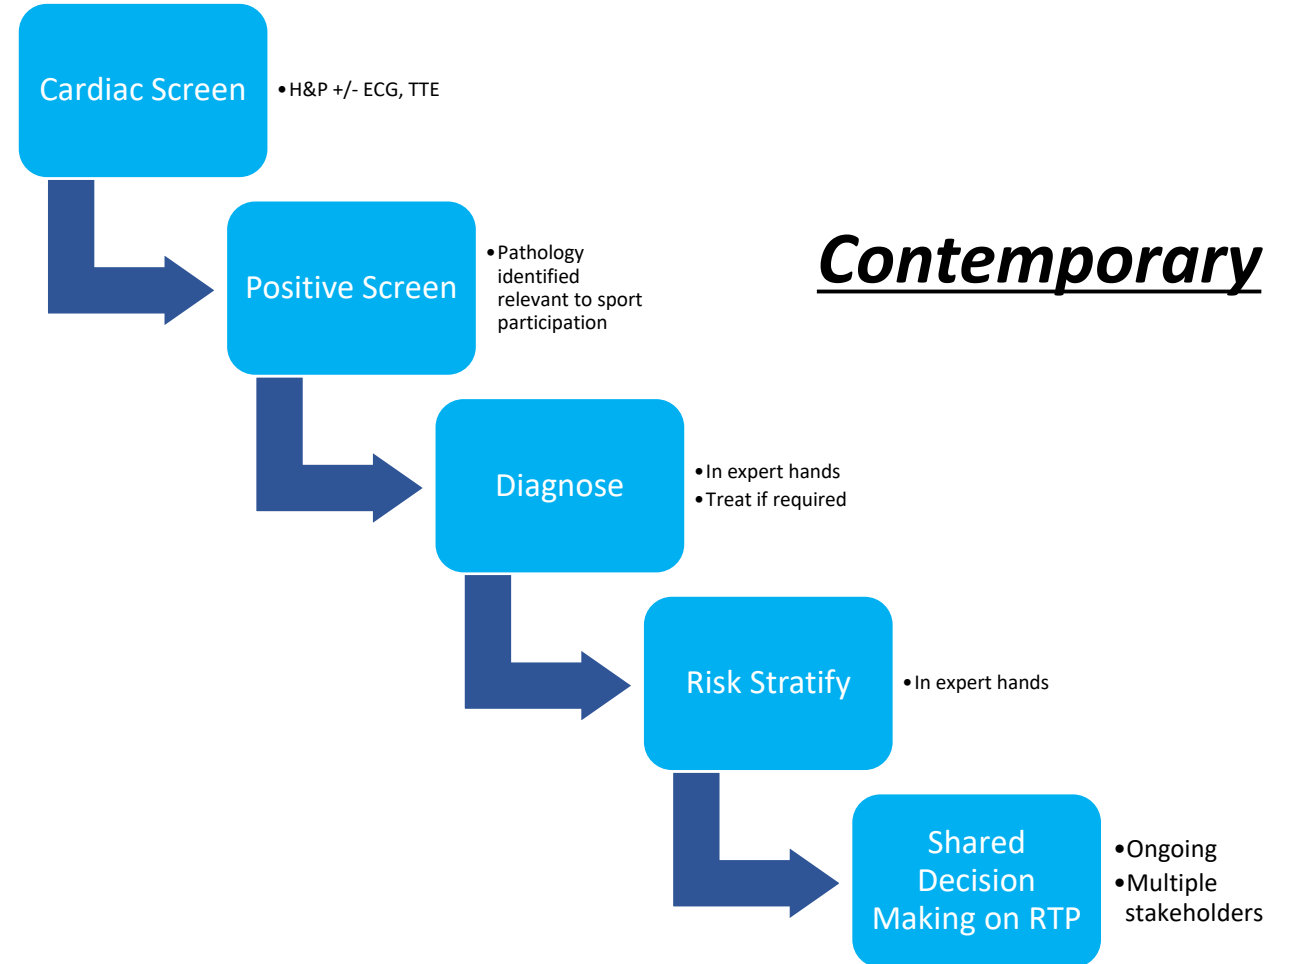 Cardiac Screen
•H&P +/- ECG, TTE
Contemporary
Positive Screen
•Pathology
identified
relevant to sport
participation
Diagnose
•In expert hands
•Treat if required
Risk Stratify
•In expert hands
Shared
Decision
Making on RTP
•Ongoing
•Multiple
stakeholders